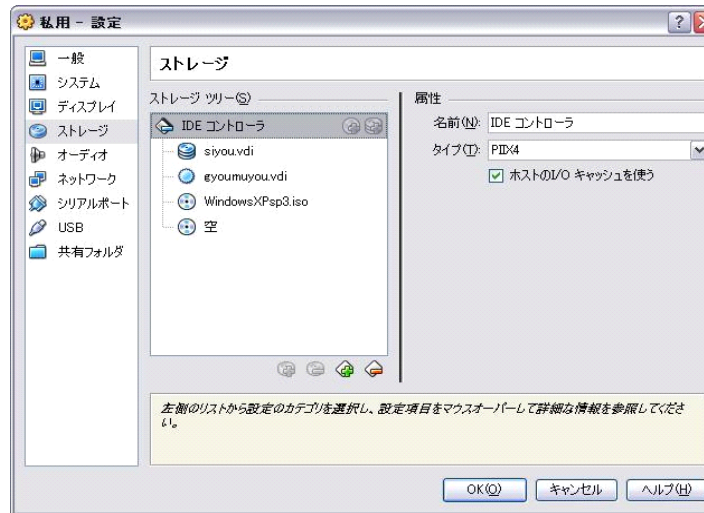 私用 - 設定
一般
システム
ディスプレイ
ストレージ
オーディオ
ネットワーク
シリアルポート
USB
共有フォルダ
ストレージ
ストレージ ツリー(S)
IDE コントローラ
siyou.vdi
gyoumuyou.vdi
WindowsXPsp3.iso
空
属性
名前(N): IDE コントローラ
タイプ(T): PIIX4
ホストのI/O キャッシュを使う
左側のリストから設定のカテゴリを選択し、設定項目をマウスオーバーして詳細な情報を参照してくださ
い。
OK(O) キャンセル ヘルプ(H)